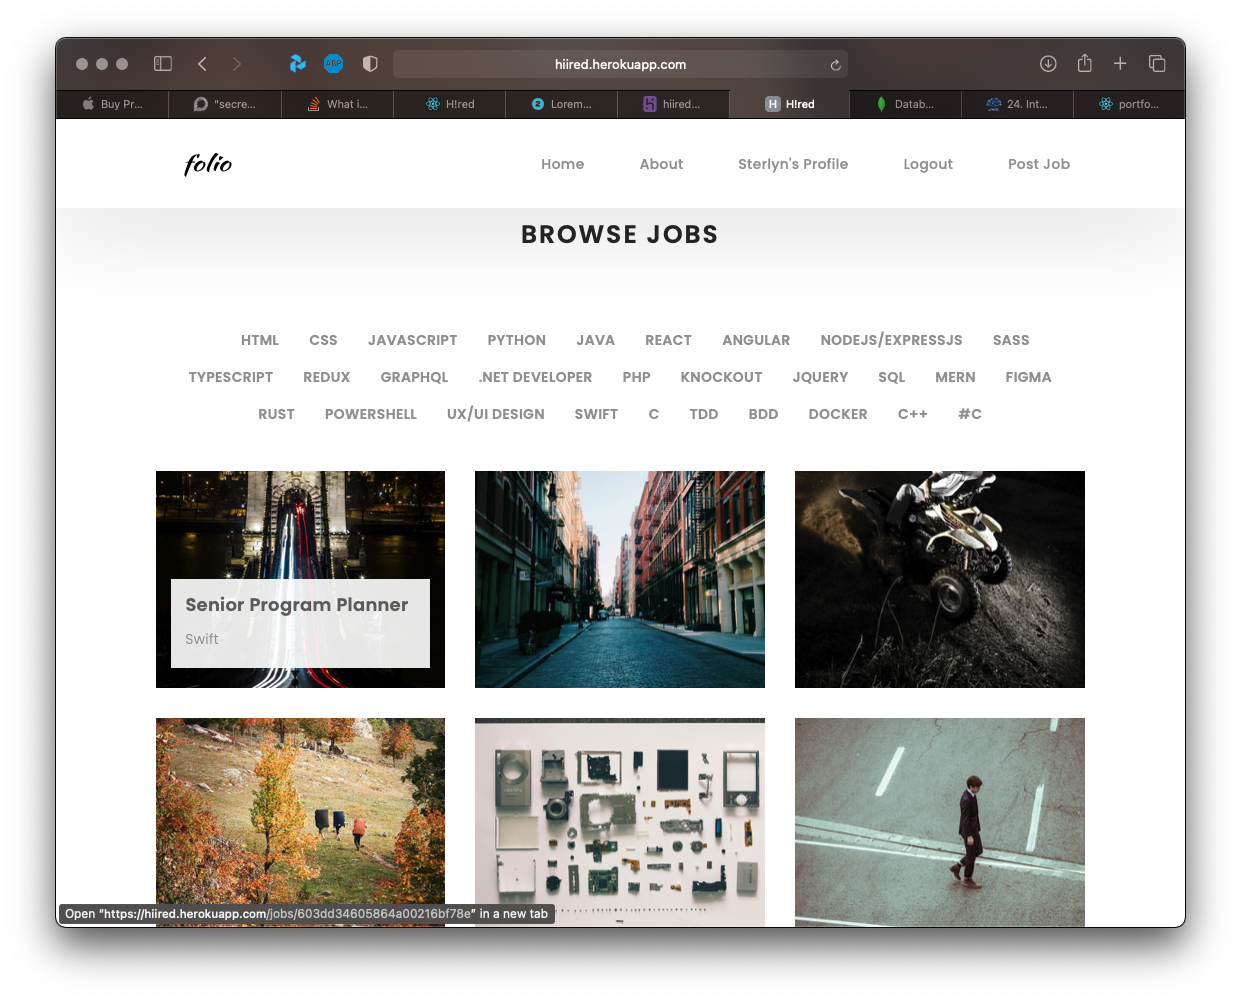 hiired.herokuapp.com
ABP
Buy Pr...
"secre...
What i...
H!red
2 Lorem...
hiired...
H H!red
Datab...
24. Int...
portfo...
folio
Home About Sterlyn's Profile Logout Post Job
BROWSE JOBS
HTML CSS JAVASCRIPT PYTHON JAVA REACT ANGULAR NODEJS/EXPRESSJS SASS
TYPESCRIPT REDUX GRAPHQL .NET DEVELOPER PHP KNOCKOUT JQUERY SQL MERN FIGMA
RUST POWERSHELL UX/UI DESIGN SWIFT C TDD BDD DOCKER C++ #C
Senior Program Planner
Swift
Open "https://hiired.herokuapp.com/jobs/603dd34605864a00216bf78e" in a new tab